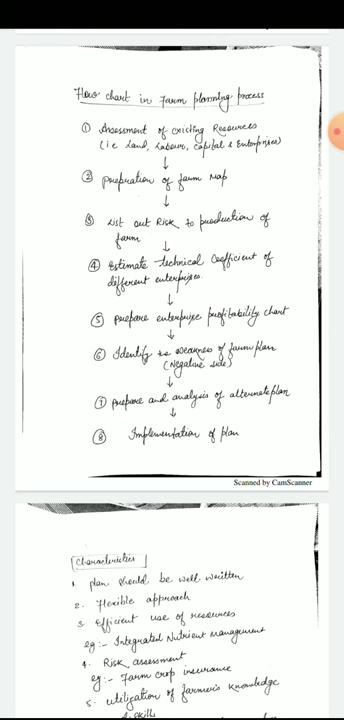 Flow chart in Farm planning process
① Assessment of existing Resources
(i.e Land, Labour, Capital & Enterprises)
↓
② preparation of farm Map
↓
③ List out Risk to production of
farm
↓
④ Estimate Technical Coefficient of
different enterprises.
↓
⑤ prepare enterprise profitability chart
↓
⑥ Identify the weakness of farm plan
(Negative side)
↓
⑦ prepare and analysis of alternate plan
↓
⑧ Implementation of plan
Scanned by CamScanner
Characteristics
1. plan should be well written
2. Flexible approach
3. Efficient use of resources
eg:- Integrated Nutrient Management
4. Risk assessment
eg:- Farm crop insurance
5. utilization of farmer's knowledge
& skills